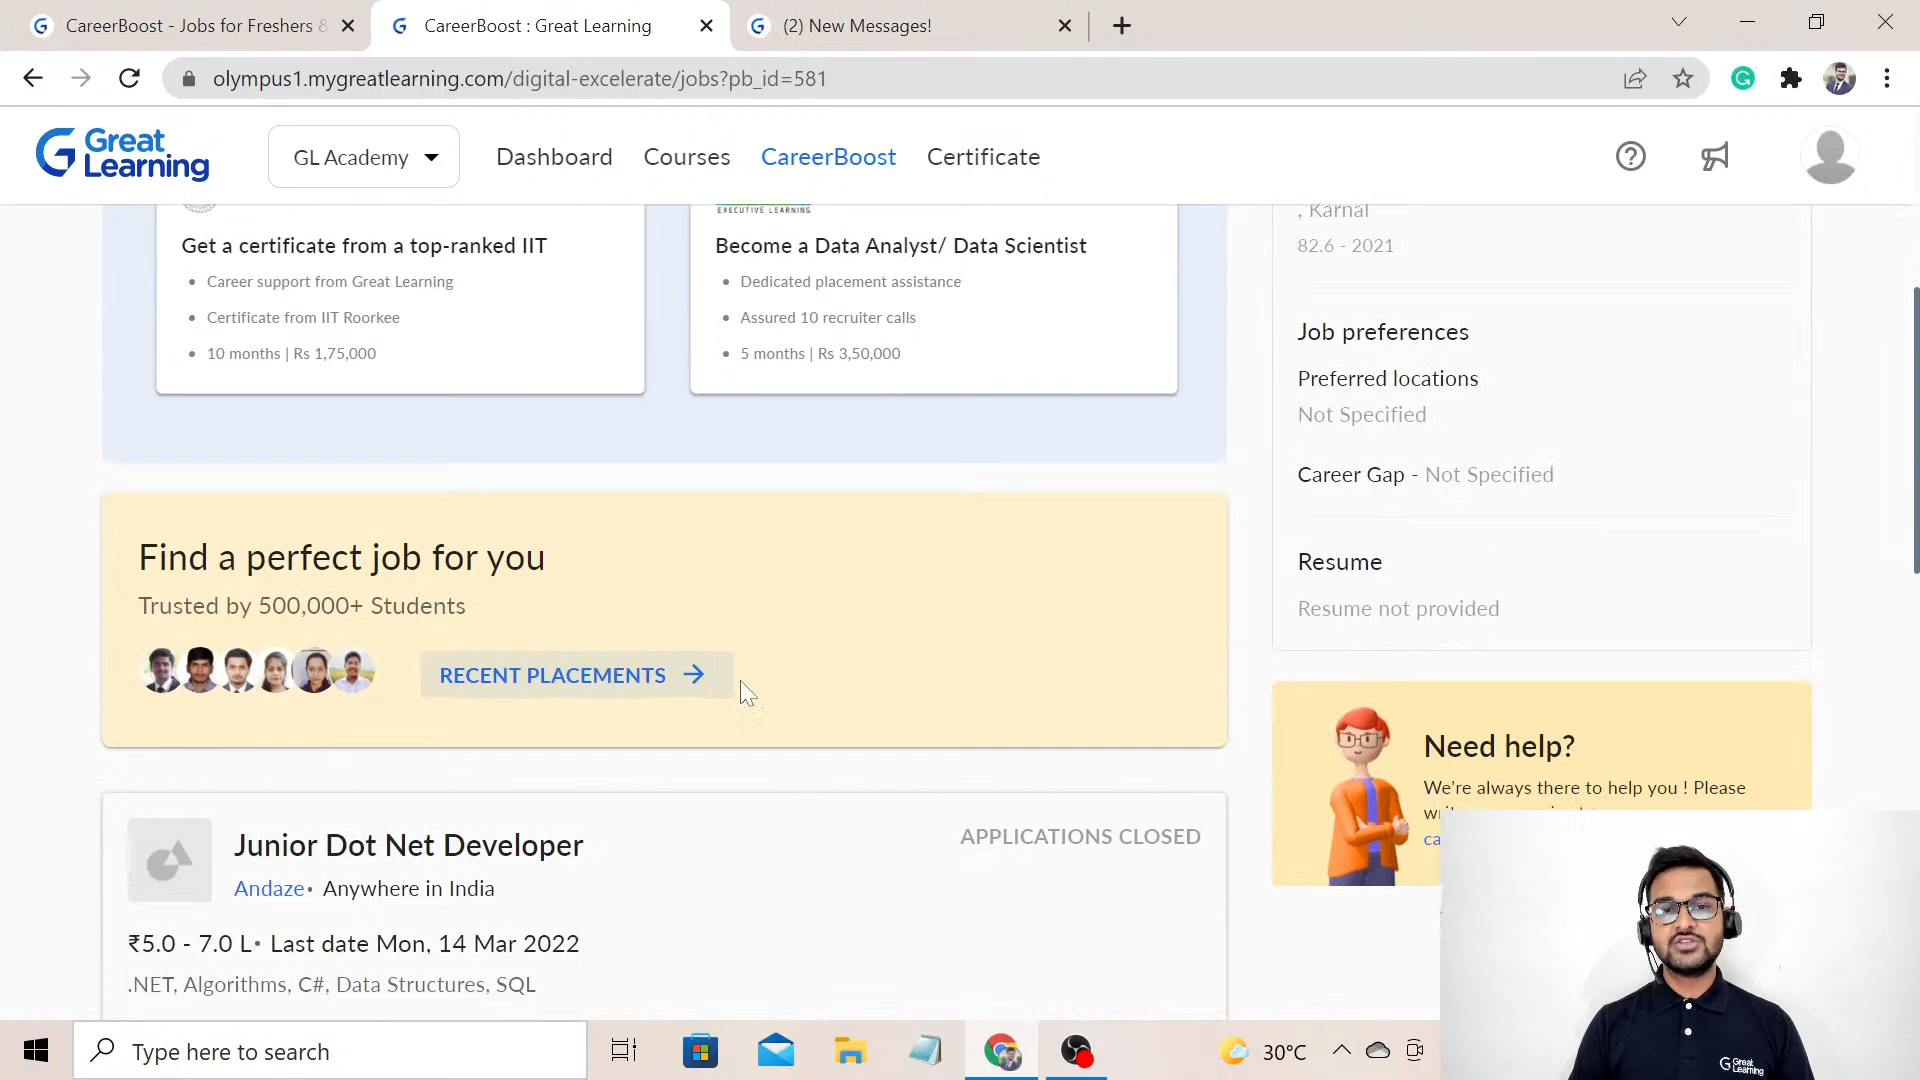 CareerBoost - Jobs for Freshers &
CareerBoost : Great Learning
(2) New Messages!
olympus1.mygreatlearning.com/digital-excelerate/jobs?pb_id=581
Great
Learning
GL Academy
Dashboard
Courses
CareerBoost
Certificate
EXECUTIVE LEARNING
Get a certificate from a top-ranked IIT
• Career support from Great Learning
• Certificate from IIT Roorkee
• 10 months | Rs 1,75,000
Become a Data Analyst/ Data Scientist
• Dedicated placement assistance
• Assured 10 recruiter calls
• 5 months | Rs 3,50,000
, Karnal
82.6 - 2021
Job preferences
Preferred locations
Not Specified
Career Gap - Not Specified
Resume
Resume not provided
Find a perfect job for you
Trusted by 500,000+ Students
RECENT PLACEMENTS
Need help?
We're always there to help you ! Please
Junior Dot Net Developer
APPLICATIONS CLOSED
Andaze • Anywhere in India
₹5.0 - 7.0 L • Last date Mon, 14 Mar 2022
.NET, Algorithms, C#, Data Structures, SQL
Great
Learning
Type here to search
30°C